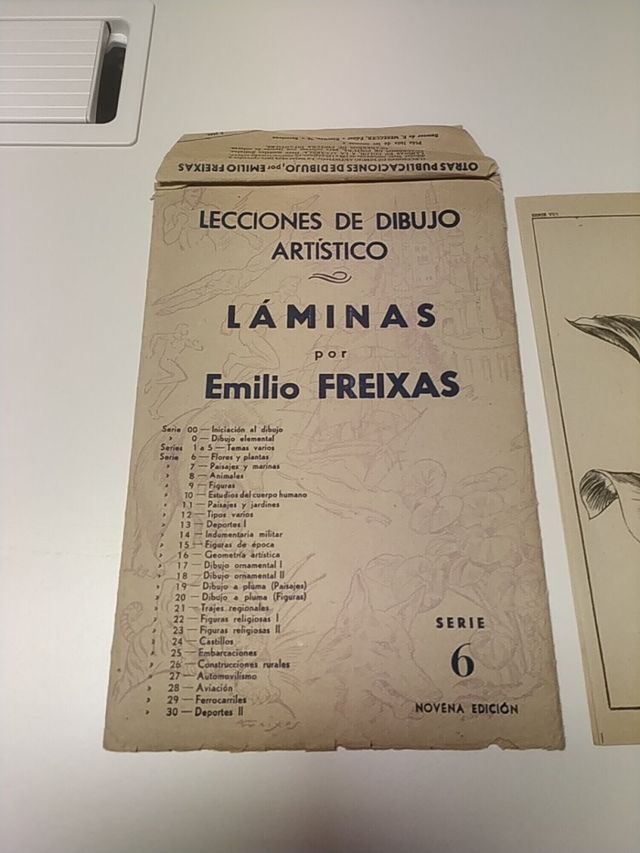 OTRAS PUBLICACIONES DE DIBUJO, por EMILIO FREIXAS
LECCIONES DE DIBUJO
ARTÍSTICO
LÁMINAS
por
Emilio FREIXAS
Serie 00 — Iniciación al dibujo
» 0 — Dibujo elemental
Series 1 a 5 — Temas varios
Serie 6 — Flores y plantas
» 7 — Paisajes y marinas
» 8 — Animales
» 9 — Figuras
» 10 — Estudios del cuerpo humano
» 11 — Paisajes y jardines
» 12 — Tipos varios
» 13 — Deportes I
» 14 — Indumentaria militar
» 15 — Figuras de época
» 16 — Geometría artística
» 17 — Dibujo ornamental I
» 18 — Dibujo ornamental II
» 19 — Dibujo a pluma (Paisajes)
» 20 — Dibujo a pluma (Figuras)
» 21 — Trajes regionales
» 22 — Figuras religiosas I
» 23 — Figuras religiosas II
» 24 — Castillos
» 25 — Embarcaciones
» 26 — Construcciones rurales
» 27 — Automovilismo
» 28 — Aviación
» 29 — Ferrocarriles
» 30 — Deportes II
SERIE
6
NOVENA EDICIÓN
freixas